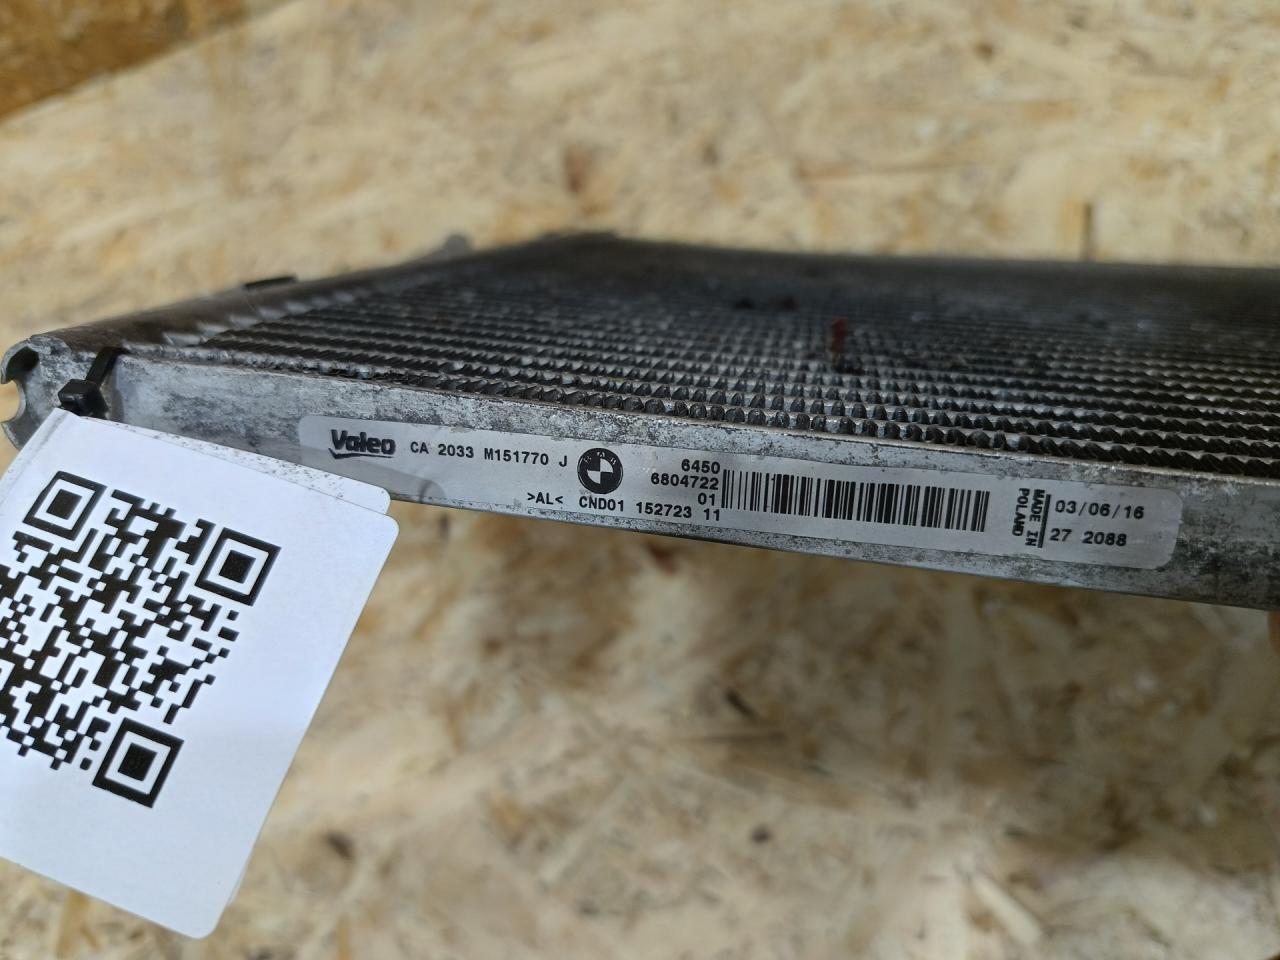 Valeo CA 2033 M151770 J
6450
6804722
01
>AL< CND01 152723 11
MADE IN
POLAND
03/06/16
27 2088